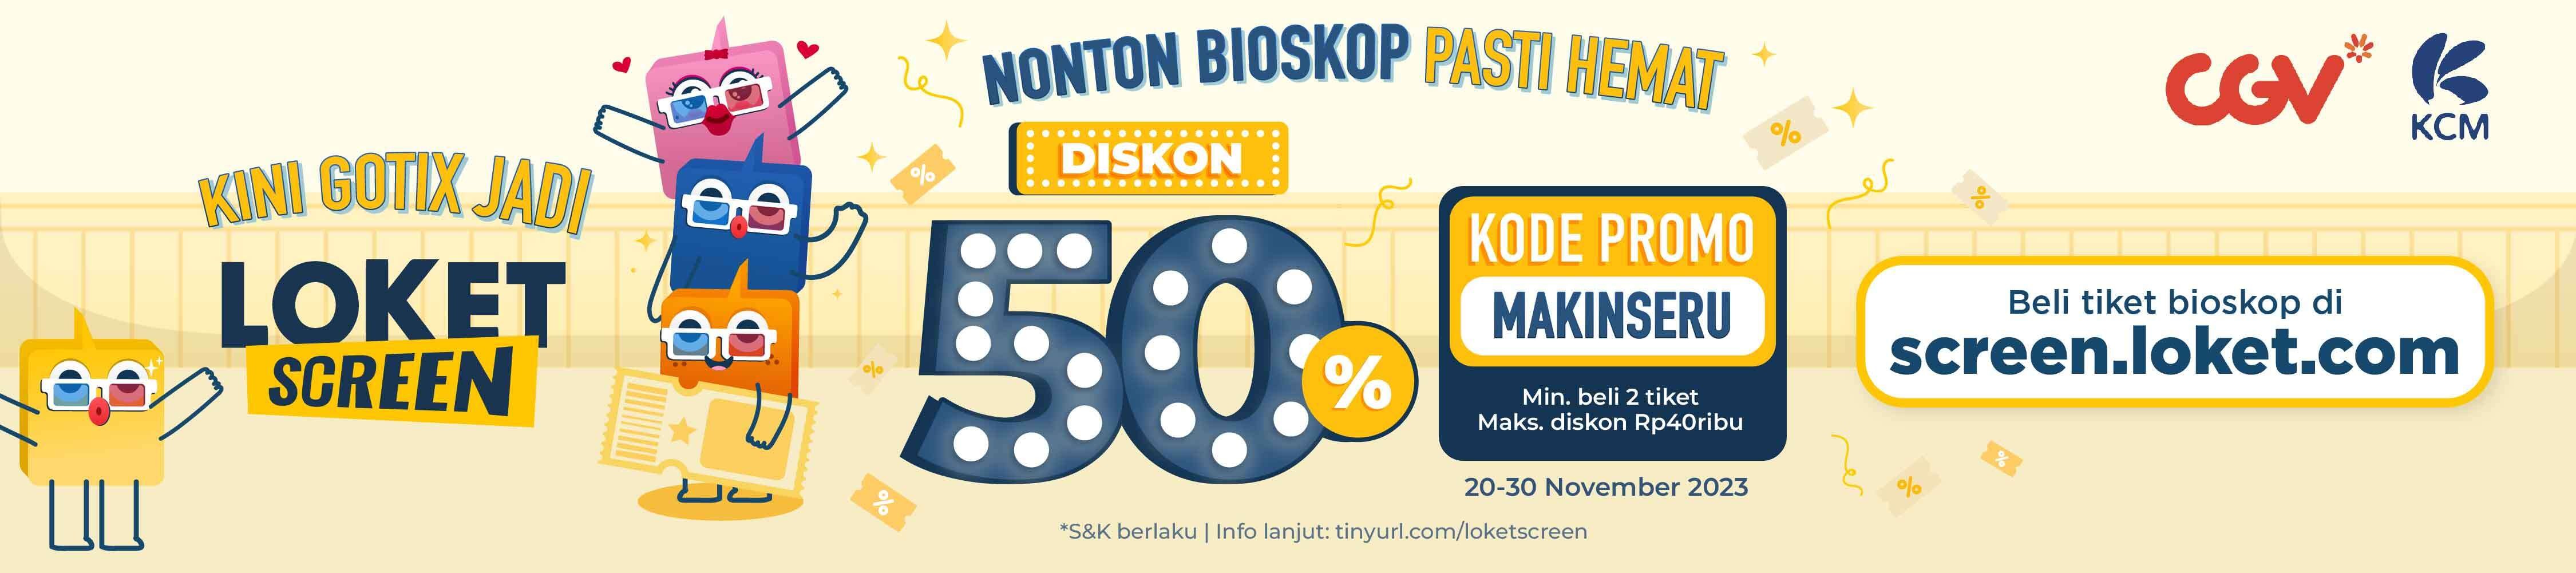 KINI GOTIX JADI
LOKET
SCREEN
NONTON BIOSKOP PASTI HEMAT
DISKON
50%
KODE PROMO
MAKINSERU
Min. beli 2 tiket
Maks. diskon Rp40ribu
20-30 November 2023
*S&K berlaku | Info lanjut: tinyurl.com/loketscreen
CGV
KCM
Beli tiket bioskop di
screen.loket.com